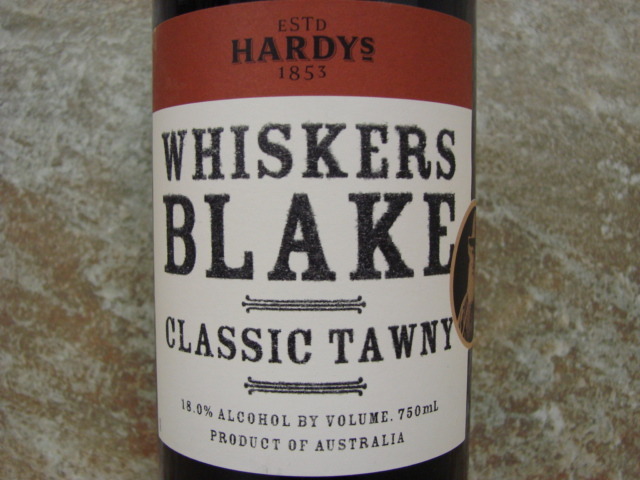 ESTD
HARDYS
1853
WHISKERS
BLAKE
CLASSIC TAWNY
18.0% ALCOHOL BY VOLUME. 750mL
PRODUCT OF AUSTRALIA